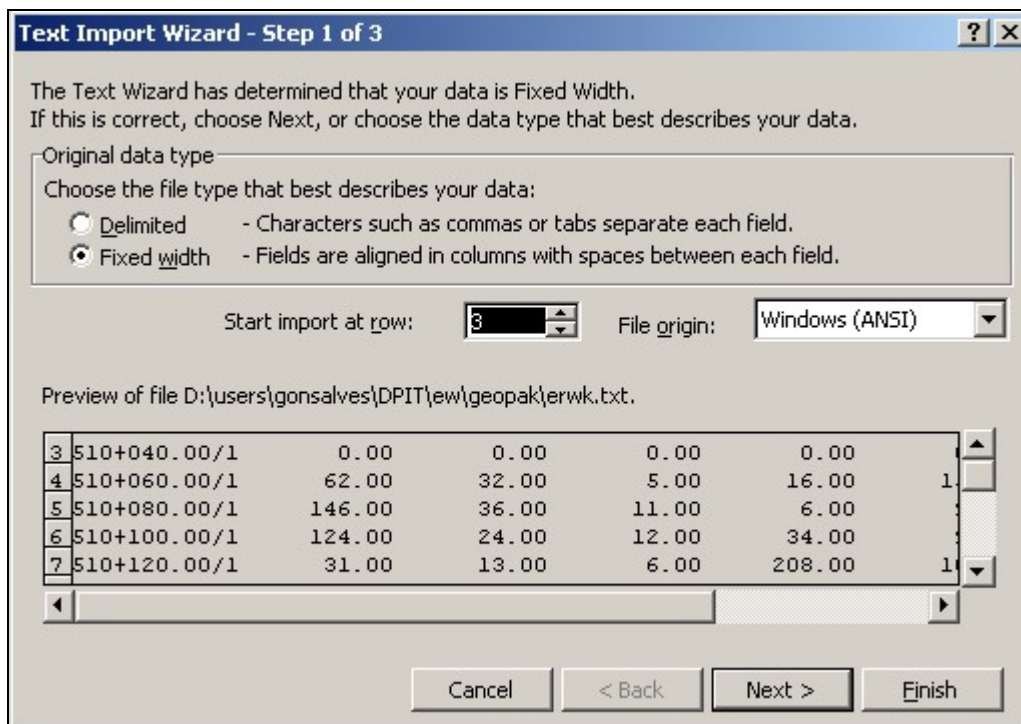 Text Import Wizard - Step 1 of 3
The Text Wizard has determined that your data is Fixed Width.
If this is correct, choose Next, or choose the data type that best describes your data.
Original data type
Choose the file type that best describes your data:
Delimited - Characters such as commas or tabs separate each field.
Fixed width - Fields are aligned in columns with spaces between each field.
Start import at row: 3 File origin: Windows (ANSI)
Preview of file D:\users\gonsalves\DPIT\ew\geopak\erwk.txt.
3 510+040.00/1 0.00 0.00 0.00 0.00
4 510+060.00/1 62.00 32.00 5.00 16.00
5 510+080.00/1 146.00 36.00 11.00 6.00
6 510+100.00/1 124.00 24.00 12.00 34.00
7 510+120.00/1 31.00 13.00 6.00 208.00
Cancel < Back Next > Finish